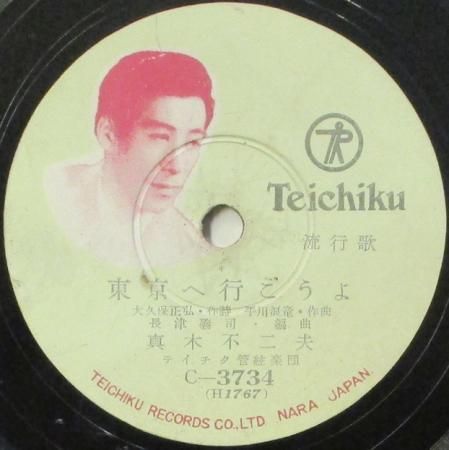 Teichiku
流行歌
東京へ行こうよ
大久保正弘・作詩 平川浪竜・作曲
長津義司・編曲
真木不二夫
テイチク管絃楽団
C—3734
(H1767)
TEICHIKU RECORDS CO., LTD NARA JAPAN.